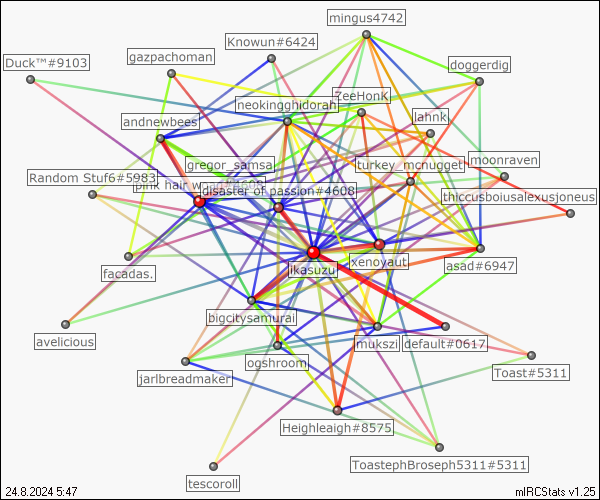 mingus4742
Knowun#6424
gazpachoman
Duck™#9103
doggerdig
ZeeHonK
neokingghidorah
lahnk
andnewbees
gregor_samsa
turkey_mcnugget
moonraven
Random Stuf6#5983
pink hair w
disaster of passion#4608
thiccusboiusalexusjoneus
facadas.
ikasuzu
xenoyaut
asad#6947
bigcitysamurai
avelicious
mukszi
default#0617
ogshroom
jarlbreadmaker
Toast#5311
Heighleaigh#8575
ToastephBroseph5311#5311
tescoroll
24.8.2024 5:47
mIRCStats v1.25